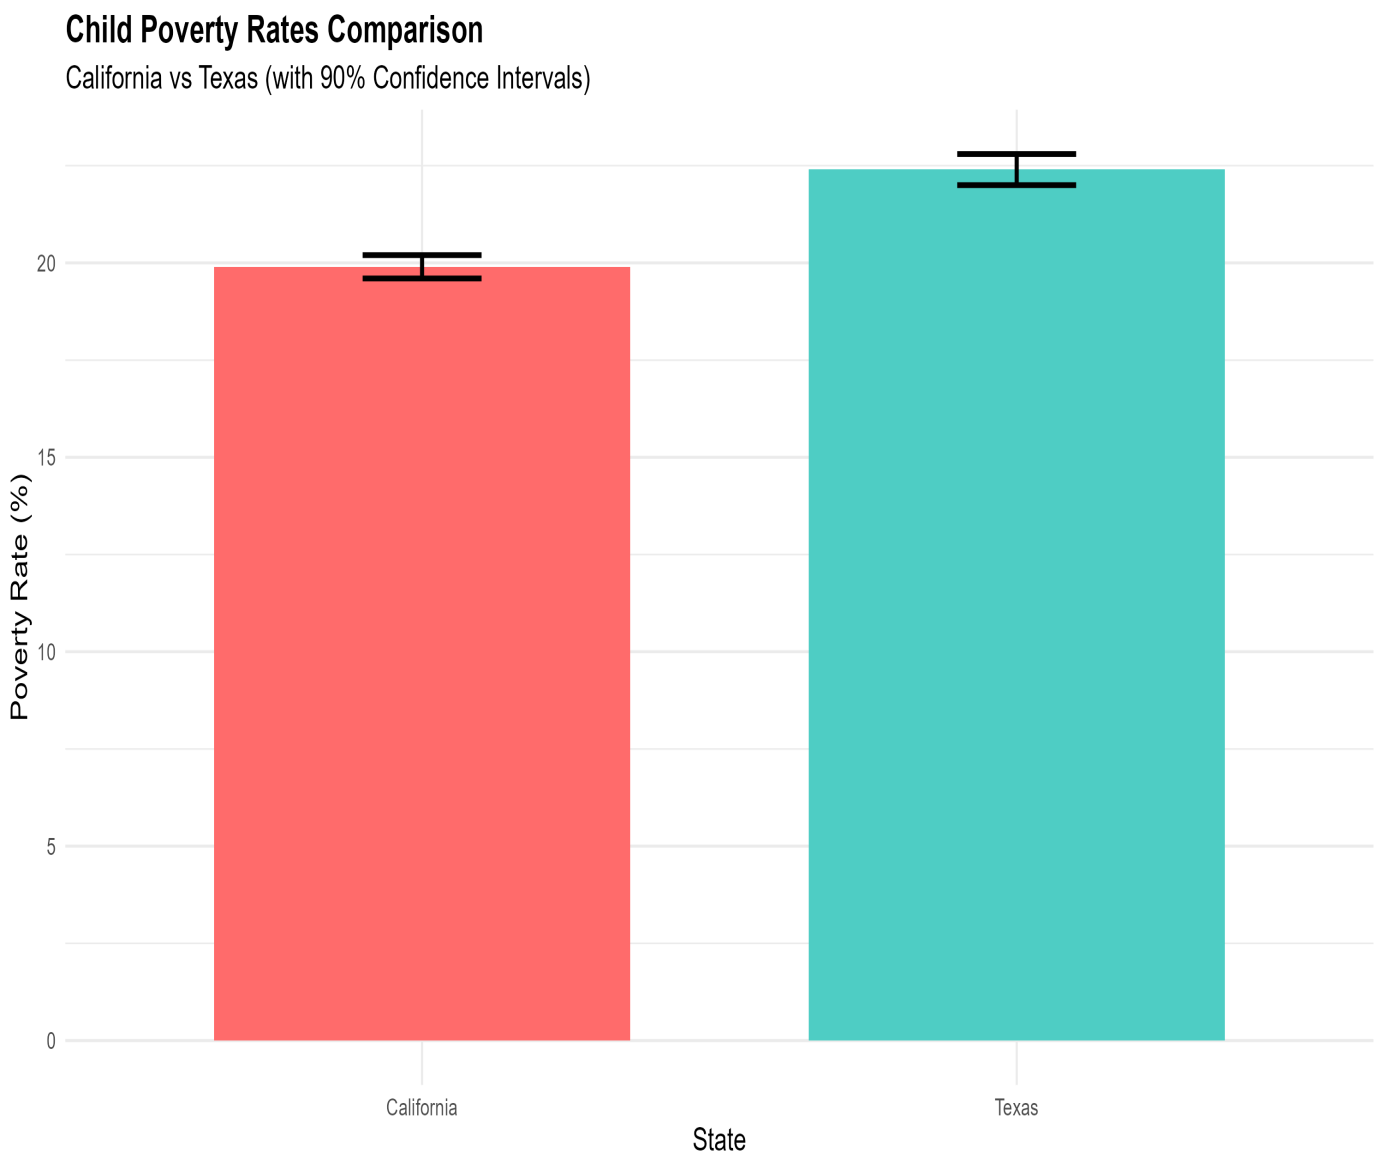 Child Poverty Rates Comparison
California vs Texas (with 90% Confidence Intervals)
Poverty Rate (%)
20
15
10
5
0
California
Texas
State